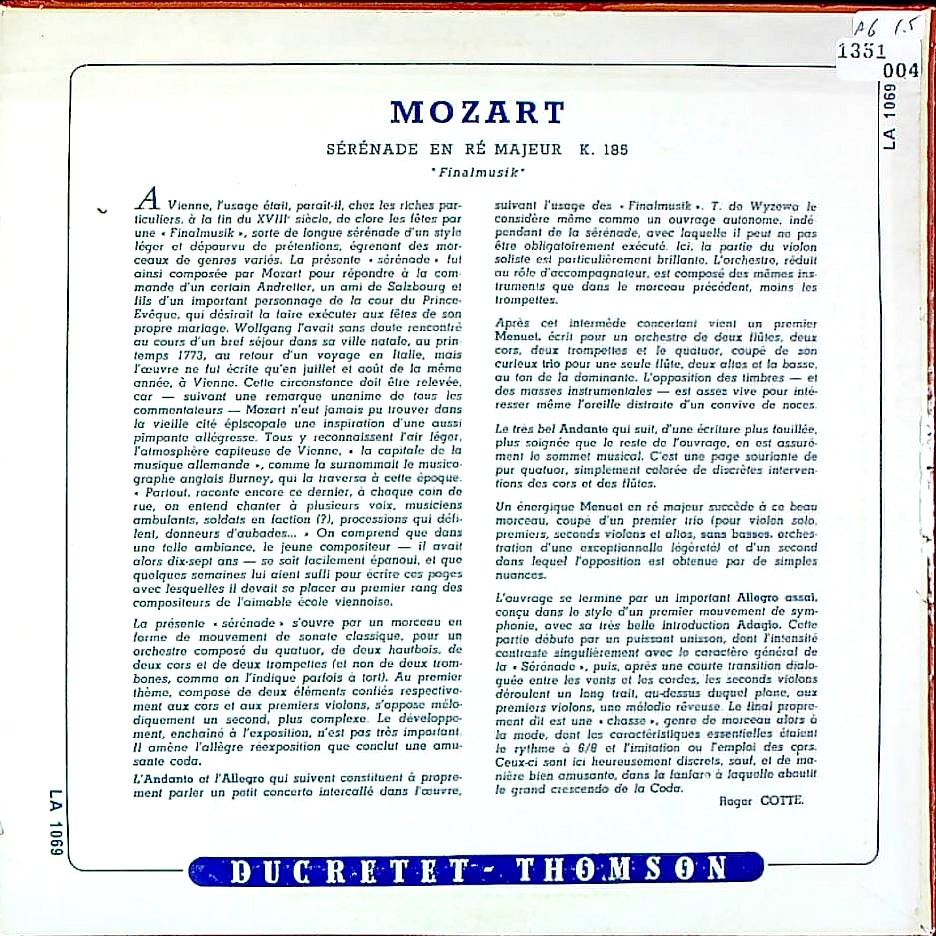 A6 1.5
1351
004
LA 1069
MOZART
SÉRÉNADE EN RÉ MAJEUR K. 185
"Finalmusik"
A Vienne, l'usage était, paraît-il, chez les riches par-
ticuliers, à la fin du XVIIIe siècle, de clore les fêtes par
une « Finalmusik », sorte de longue sérénade d'un style
léger et dépourvu de prétentions, égrenant des mor-
ceaux de genres variés. La présente « sérénade » fut
ainsi composée par Mozart pour répondre à la com-
mande d'un certain Andretter, un ami de Salzbourg et
fils d'un important personnage de la cour du Prince-
Evêque, qui désirait la faire exécuter aux fêtes de son
propre mariage. Wolfgang l'avait sans doute rencontré
au cours d'un bref séjour dans sa ville natale, au prin-
temps 1773, au retour d'un voyage en Italie, mais
l'œuvre ne fut écrite qu'en juillet et août de la même
année, à Vienne. Cette circonstance doit être relevée,
car — suivant une remarque unanime de tous les
commentateurs — Mozart n'eut jamais pu trouver dans
la vieille cité épiscopale une inspiration d'une aussi
pimpante allégresse. Tous y reconnaissent l'air léger,
l'atmosphère capiteuse de Vienne, « la capitale de la
musique allemande », comme la surnommait le musico-
graphe anglais Burney, qui la traversa à cette époque.
« Partout, raconte encore ce dernier, à chaque coin de
rue, on entend chanter à plusieurs voix, musiciens
ambulants, soldats en faction (?), processions qui défi-
lent, donneurs d'aubades... » On comprend que dans
une telle ambiance, le jeune compositeur — il avait
alors dix-sept ans — se soit facilement épanoui, et que
quelques semaines lui aient suffi pour écrire ces pages
avec lesquelles il devait se placer au premier rang des
compositeurs de l'aimable école viennoise.
La présente « sérénade » s'ouvre par un morceau en
forme de mouvement de sonate classique, pour un
orchestre composé du quatuor, de deux hautbois, de
deux cors et de deux trompettes (et non de deux trom-
bones, comme on l'indique parfois à tort). Au premier
thème, composé de deux éléments confiés respective-
ment aux cors et aux premiers violons, s'oppose mélo-
diquement un second, plus complexe. Le développe-
ment, enchaîné à l'exposition, n'est pas très important.
Il amène l'allègre réexposition que conclut une amu-
sante coda.
L'Andante et l'Allegro qui suivent constituent à propre-
ment parler un petit concerto intercallé dans l'œuvre,
suivant l'usage des « Finalmusik ». T. de Wyzewa le
considère même comme un ouvrage autonome, indé-
pendant de la sérénade, avec laquelle il peut ne pas
être obligatoirement exécuté. Ici, la partie du violon
soliste est particulièrement brillante. L'orchestre, réduit
au rôle d'accompagnateur, est composé des mêmes ins-
truments que dans le morceau précédent, moins les
trompettes.
Après cet intermède concertant vient un premier
Menuet, écrit pour un orchestre de deux flûtes, deux
cors, deux trompettes et le quatuor, coupé de son
curieux trio pour une seule flûte, deux altos et la basse,
au ton de la dominante. L'opposition des timbres — et
des masses instrumentales — est assez vive pour inté-
resser même l'oreille distraite d'un convive de noces.
Le très bel Andante qui suit, d'une écriture plus fouillée,
plus soignée que le reste de l'ouvrage, en est assuré-
ment le sommet musical. C'est une page souriante de
pur quatuor, simplement colorée de discrètes interven-
tions des cors et des flûtes.
Un énergique Menuet en ré majeur succède à ce beau
morceau, coupé d'un premier trio (pour violon solo,
premiers, seconds violons et altos, sans basses, orches-
tration d'une exceptionnelle légèreté) et d'un second
dans lequel l'opposition est obtenue par de simples
nuances.
L'ouvrage se termine par un important Allegro assai,
conçu dans le style d'un premier mouvement de sym-
phonie, avec sa très belle introduction Adagio. Cette
partie débute par un puissant unisson, dont l'intensité
contraste singulièrement avec le caractère général de
la « Sérénade », puis, après une courte transition dialo-
guée entre les vents et les cordes, les seconds violons
déroulent un long trait, au-dessus duquel plane, aux
premiers violons, une mélodie rêveuse. Le final propre-
ment dit est une « chasse », genre de morceau alors à
la mode, dont les caractéristiques essentielles étaient
le rythme à 6/8 et l'imitation ou l'emploi des cors.
Ceux-ci sont ici heureusement discrets, sauf, et de ma-
nière bien amusante, dans la fanfare à laquelle aboutit
le grand crescendo de la Coda.
Roger COTTE.
LA 1069
DUCRETET-THOMSON